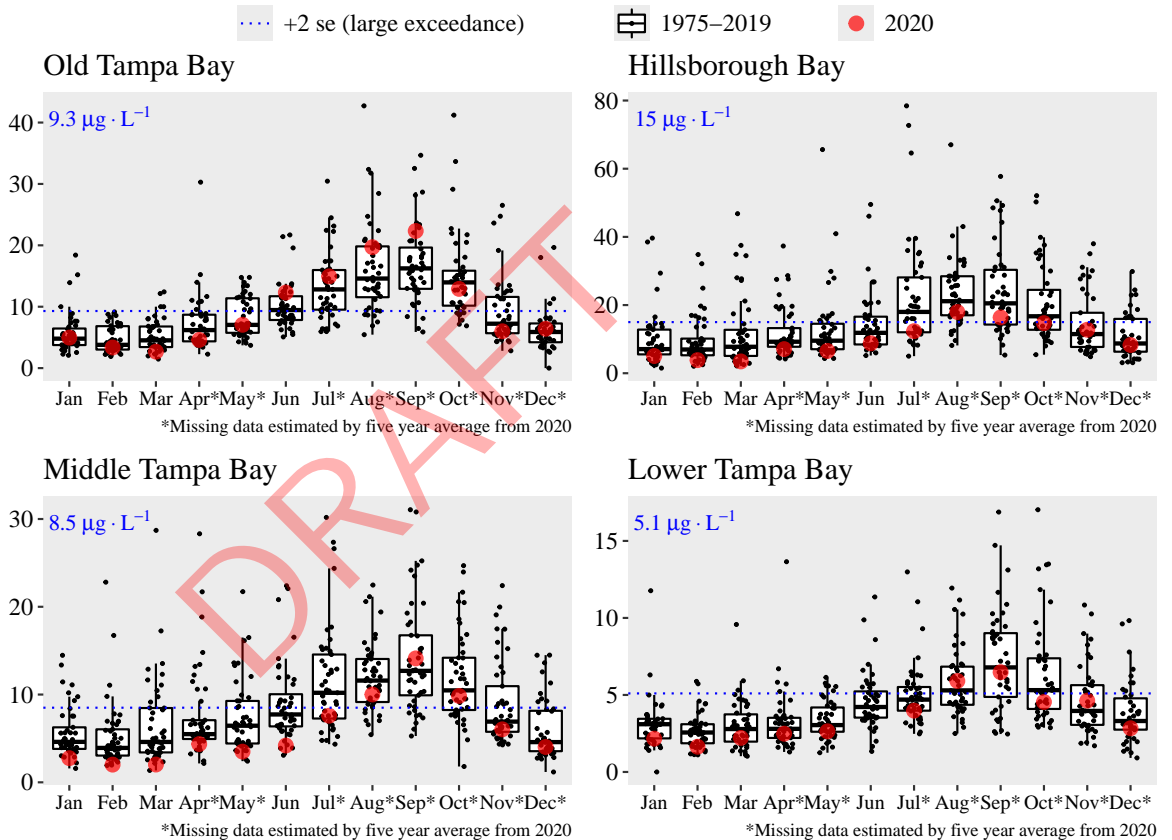 +2 se (large exceedance) 1975–2019 2020
Old Tampa Bay
9.3 μg · L⁻¹
40
30
20
10
0
Jan Feb Mar Apr* May* Jun Jul* Aug* Sep* Oct* Nov* Dec*
*Missing data estimated by five year average from 2020
Hillsborough Bay
15 μg · L⁻¹
80
60
40
20
0
Jan Feb Mar Apr* May* Jun Jul* Aug* Sep* Oct* Nov* Dec*
*Missing data estimated by five year average from 2020
Middle Tampa Bay
8.5 μg · L⁻¹
30
20
10
0
Jan Feb Mar Apr* May* Jun Jul* Aug* Sep* Oct* Nov* Dec*
*Missing data estimated by five year average from 2020
Lower Tampa Bay
5.1 μg · L⁻¹
15
10
5
0
Jan Feb Mar Apr* May* Jun Jul* Aug* Sep* Oct* Nov* Dec*
*Missing data estimated by five year average from 2020
DRAFT